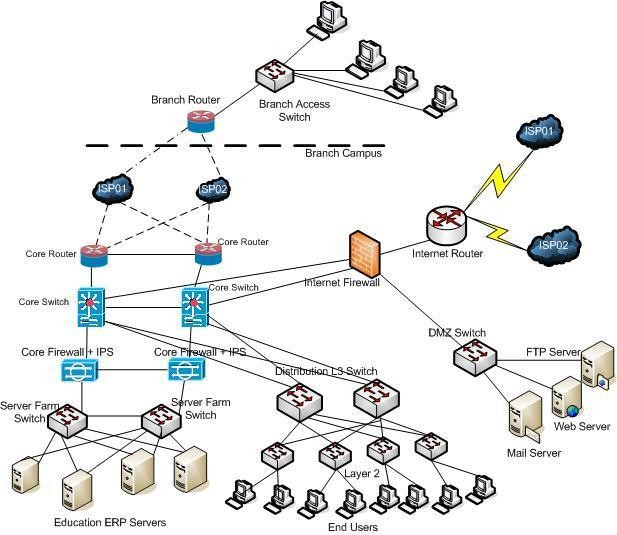 Branch Router
Branch Access
Switch
ISP01
Branch Campus
ISP01
ISP02
Core Router
Core Router
Internet Router
ISP02
Internet Firewall
Core Switch
Core Switch
DMZ Switch
Core Firewall + IPS
Core Firewall + IPS
FTP Server
Distribution L3 Switch
Server Farm
Switch
Server Farm
Switch
Web Server
Mail Server
Layer 2
Education ERP Servers
End Users